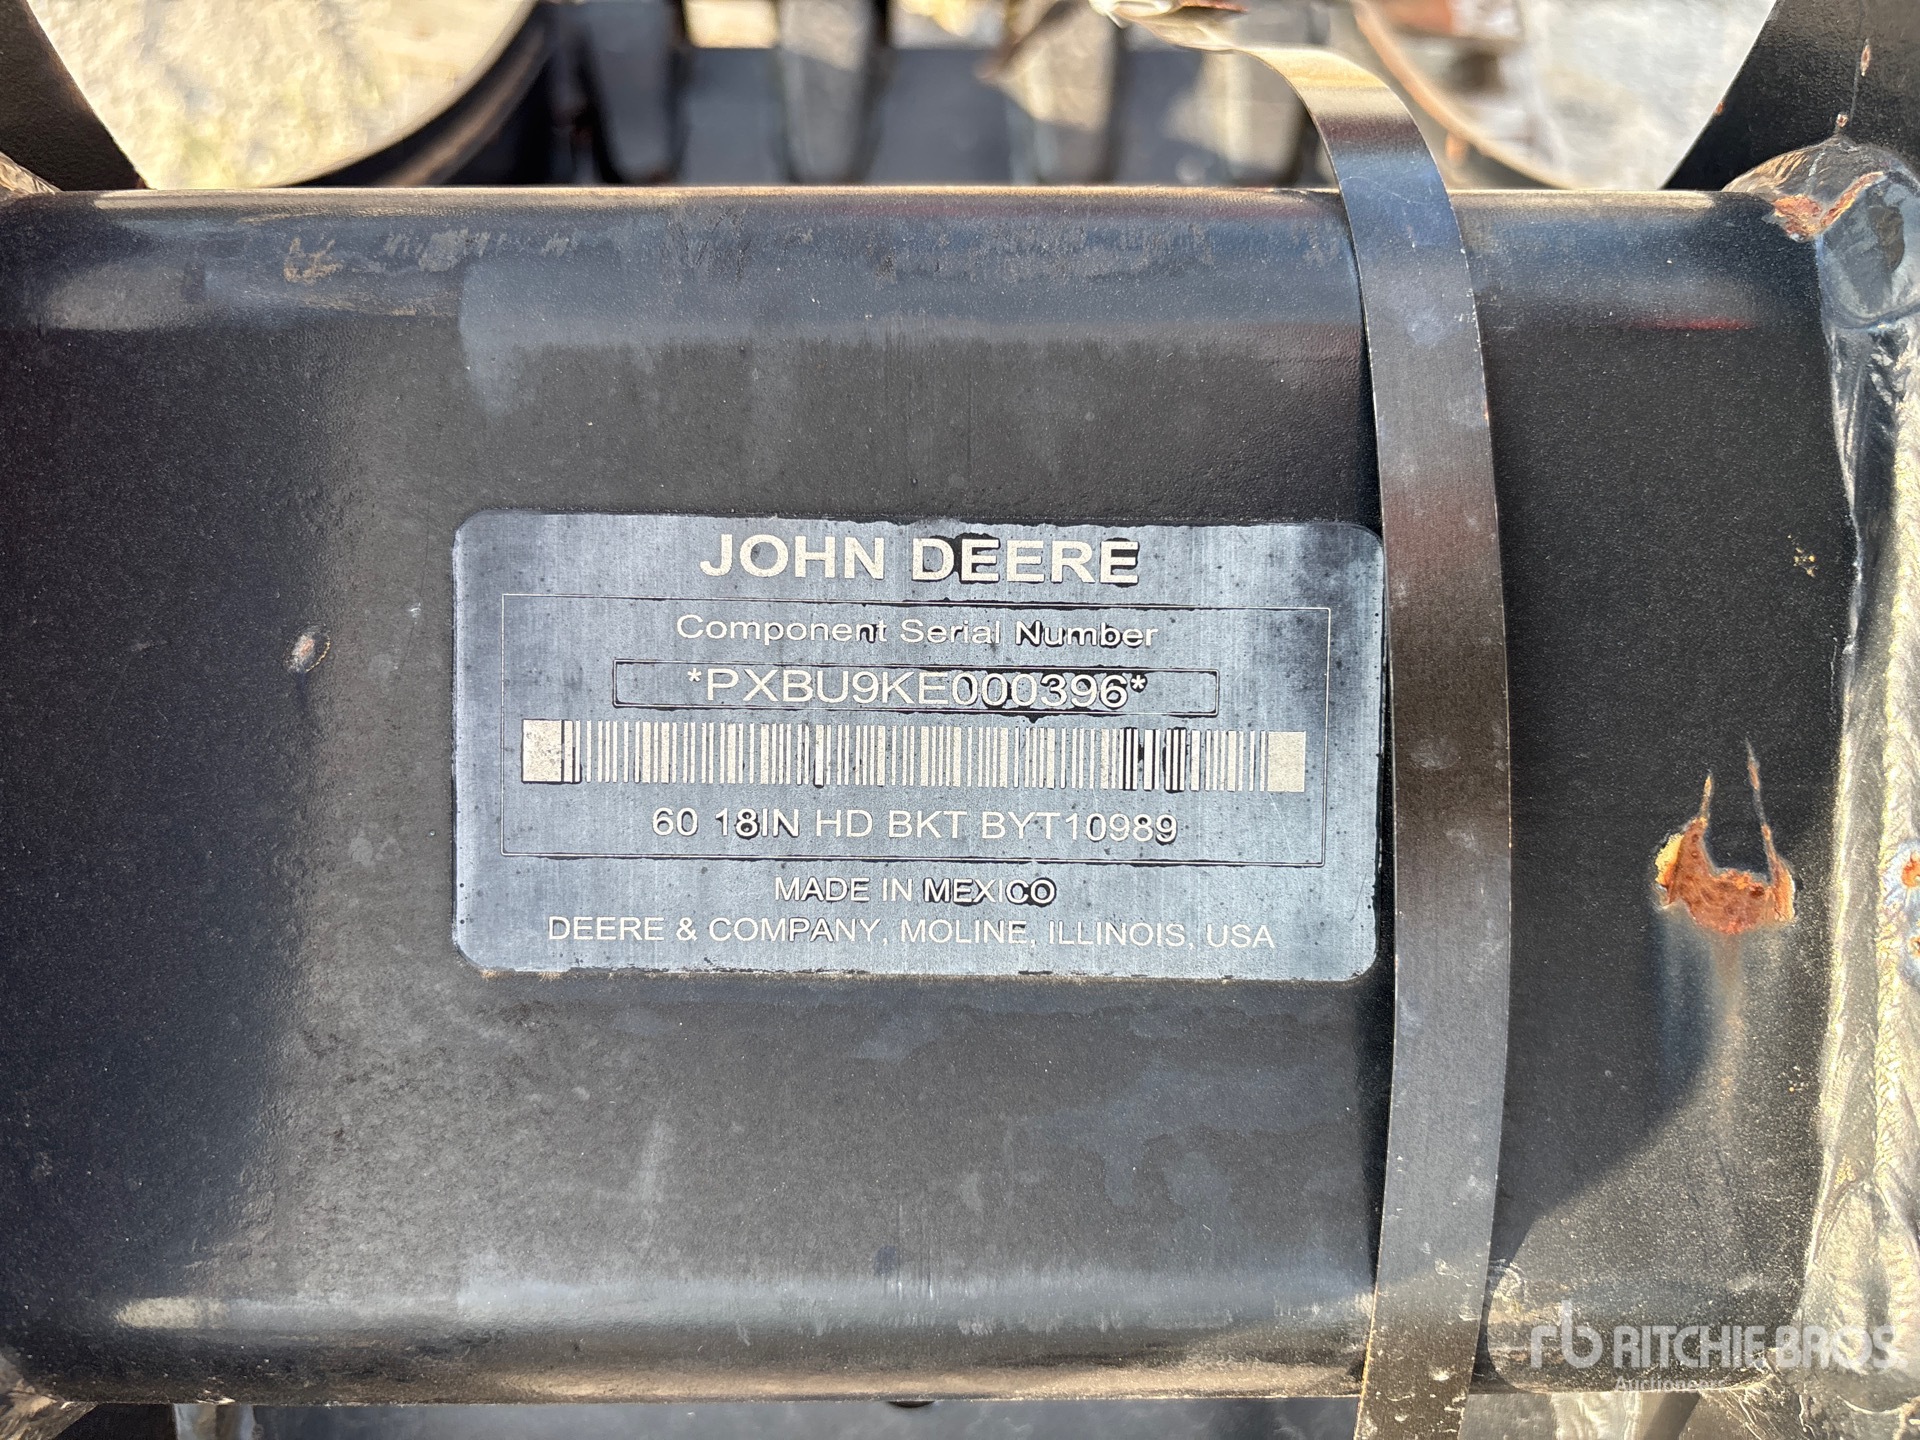 JOHN DEERE
Component Serial Number
*PXBU9KE000396*
60 18IN HD BKT BYT10989
MADE IN MEXICO
DEERE & COMPANY, MOLINE, ILLINOIS, USA
rb RITCHIE BROS
Auctioneers